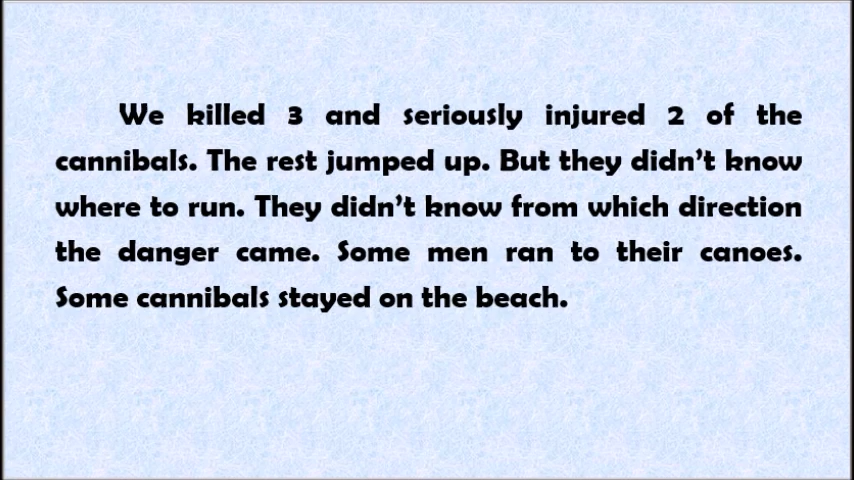 We killed 3 and seriously injured 2 of the
cannibals. The rest jumped up. But they didn’t know
where to run. They didn’t know from which direction
the danger came. Some men ran to their canoes.
Some cannibals stayed on the beach.